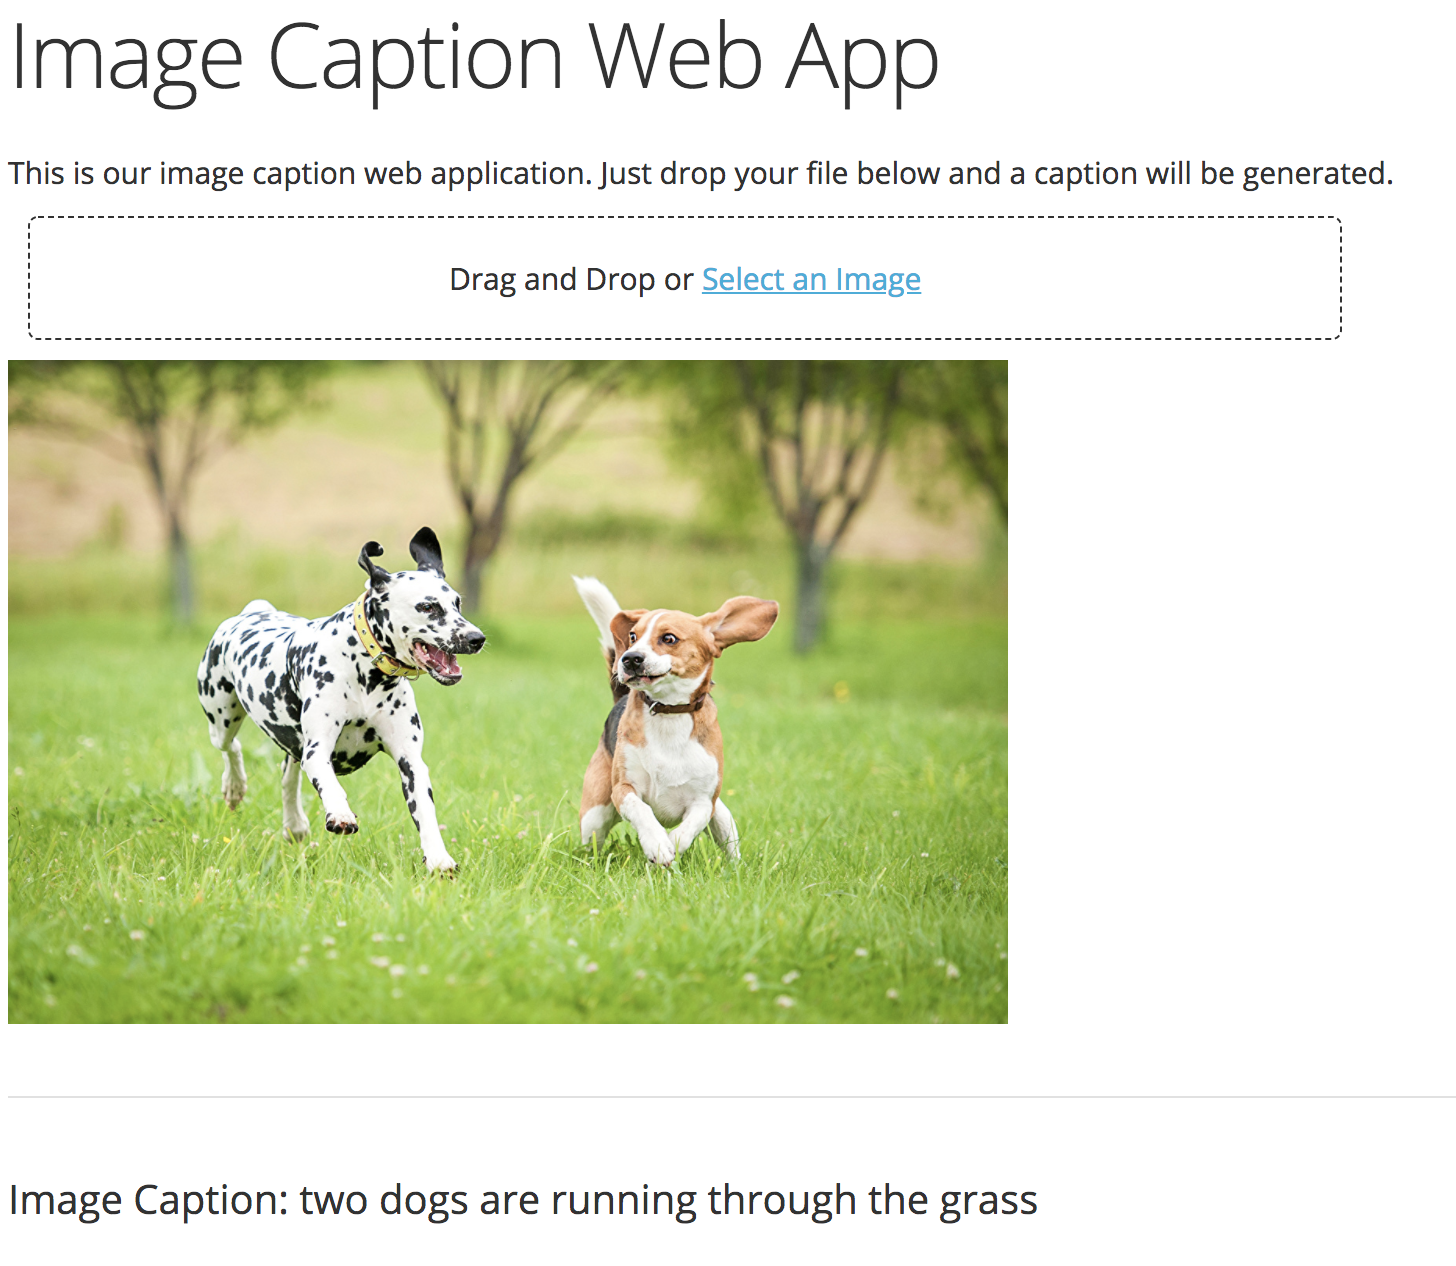 Image Caption Web App
This is our image caption web application. Just drop your file below and a caption will be generated.
Drag and Drop or Select an Image
Image Caption: two dogs are running through the grass